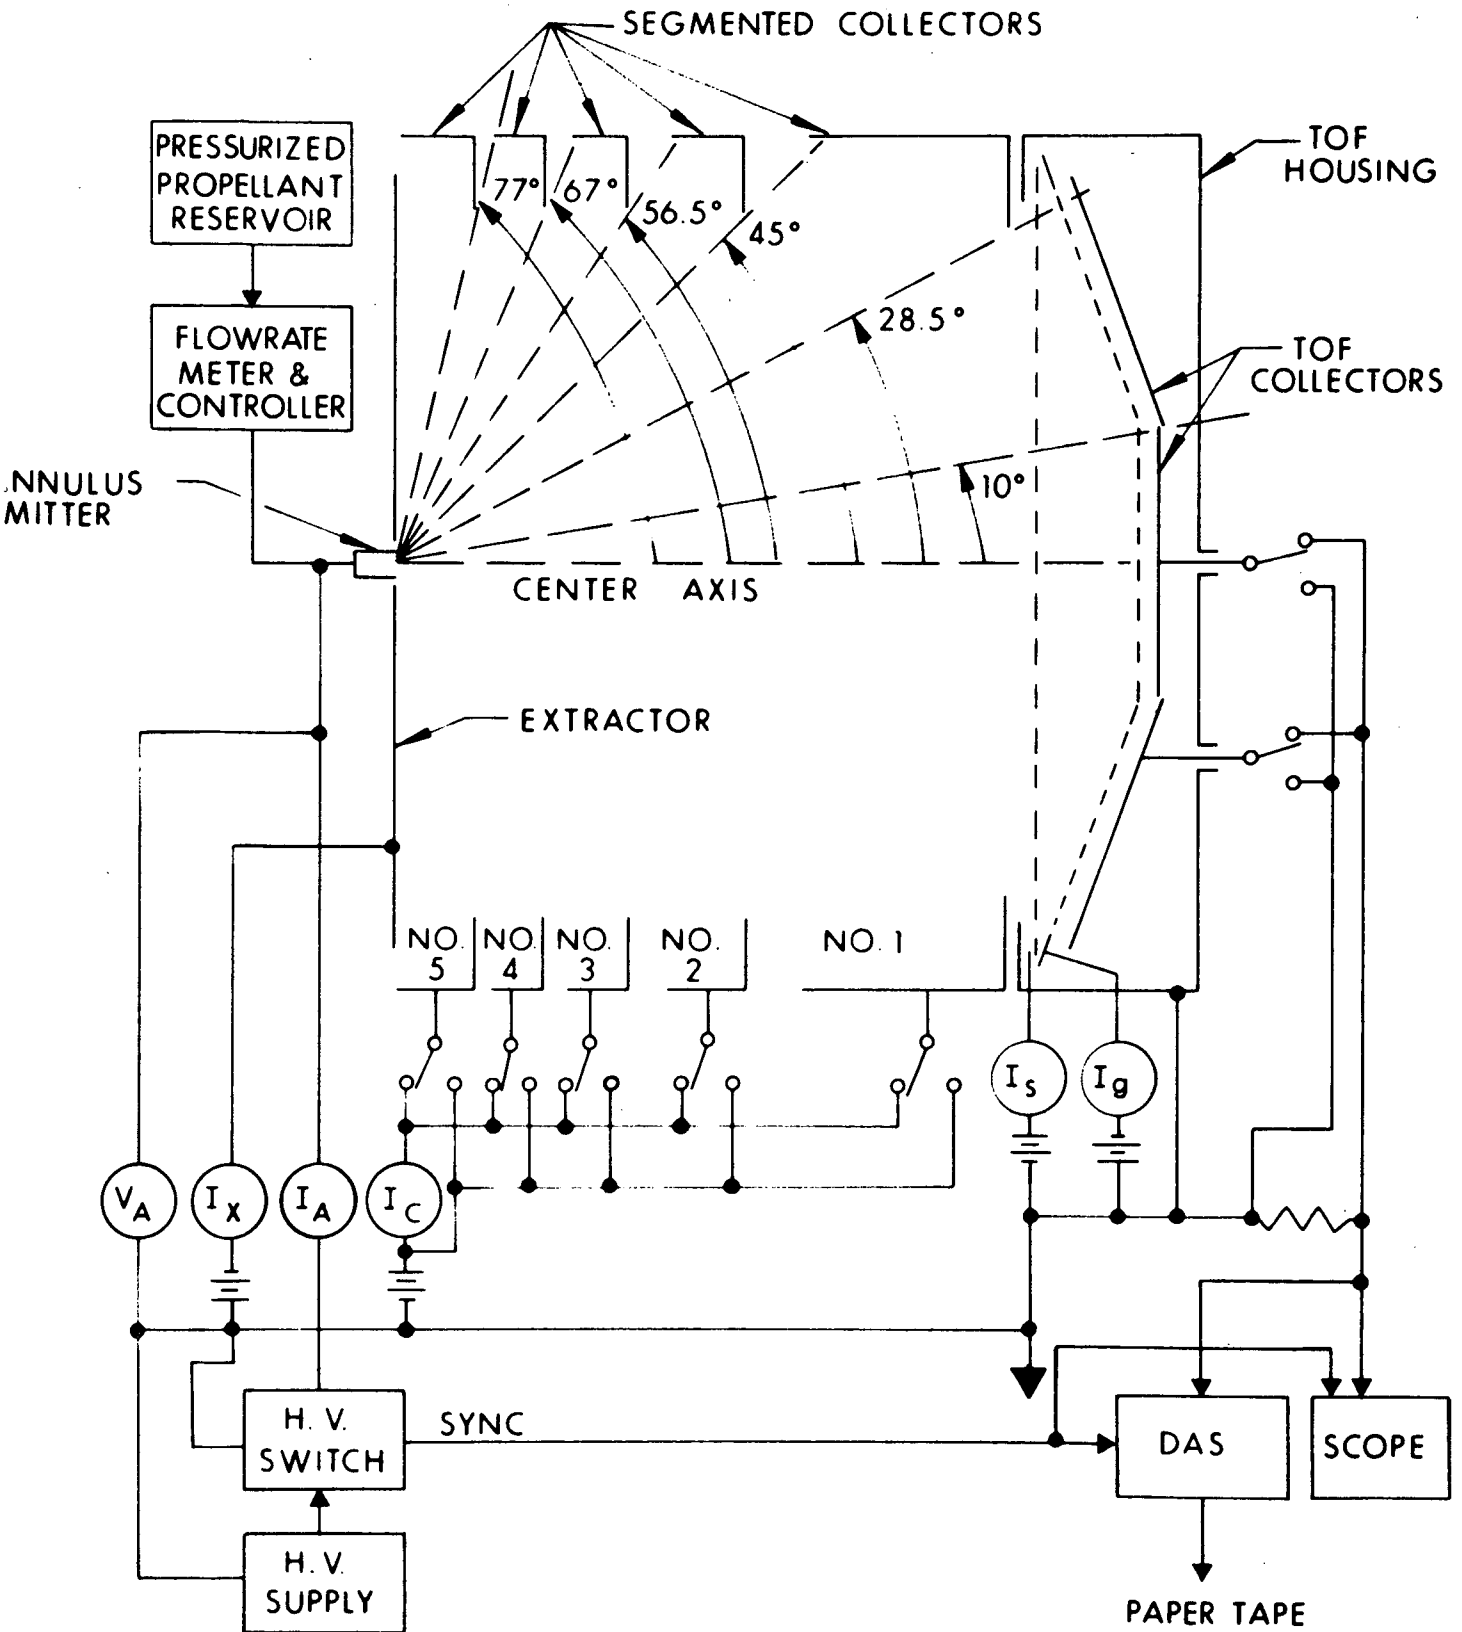 SEGMENTED COLLECTORS
PRESSURIZED
PROPELLANT
RESERVOIR
TOF
HOUSING
77°
67°
56.5°
45°
28.5°
FLOWRATE
METER &
CONTROLLER
TOF
COLLECTORS
NNULUS
MITTER
10°
CENTER AXIS
EXTRACTOR
NO.
5
NO.
4
NO.
3
NO.
2
NO. 1
IS
Ig
VA
IX
IA
IC
H. V.
SWITCH
SYNC
DAS
SCOPE
H. V.
SUPPLY
PAPER TAPE